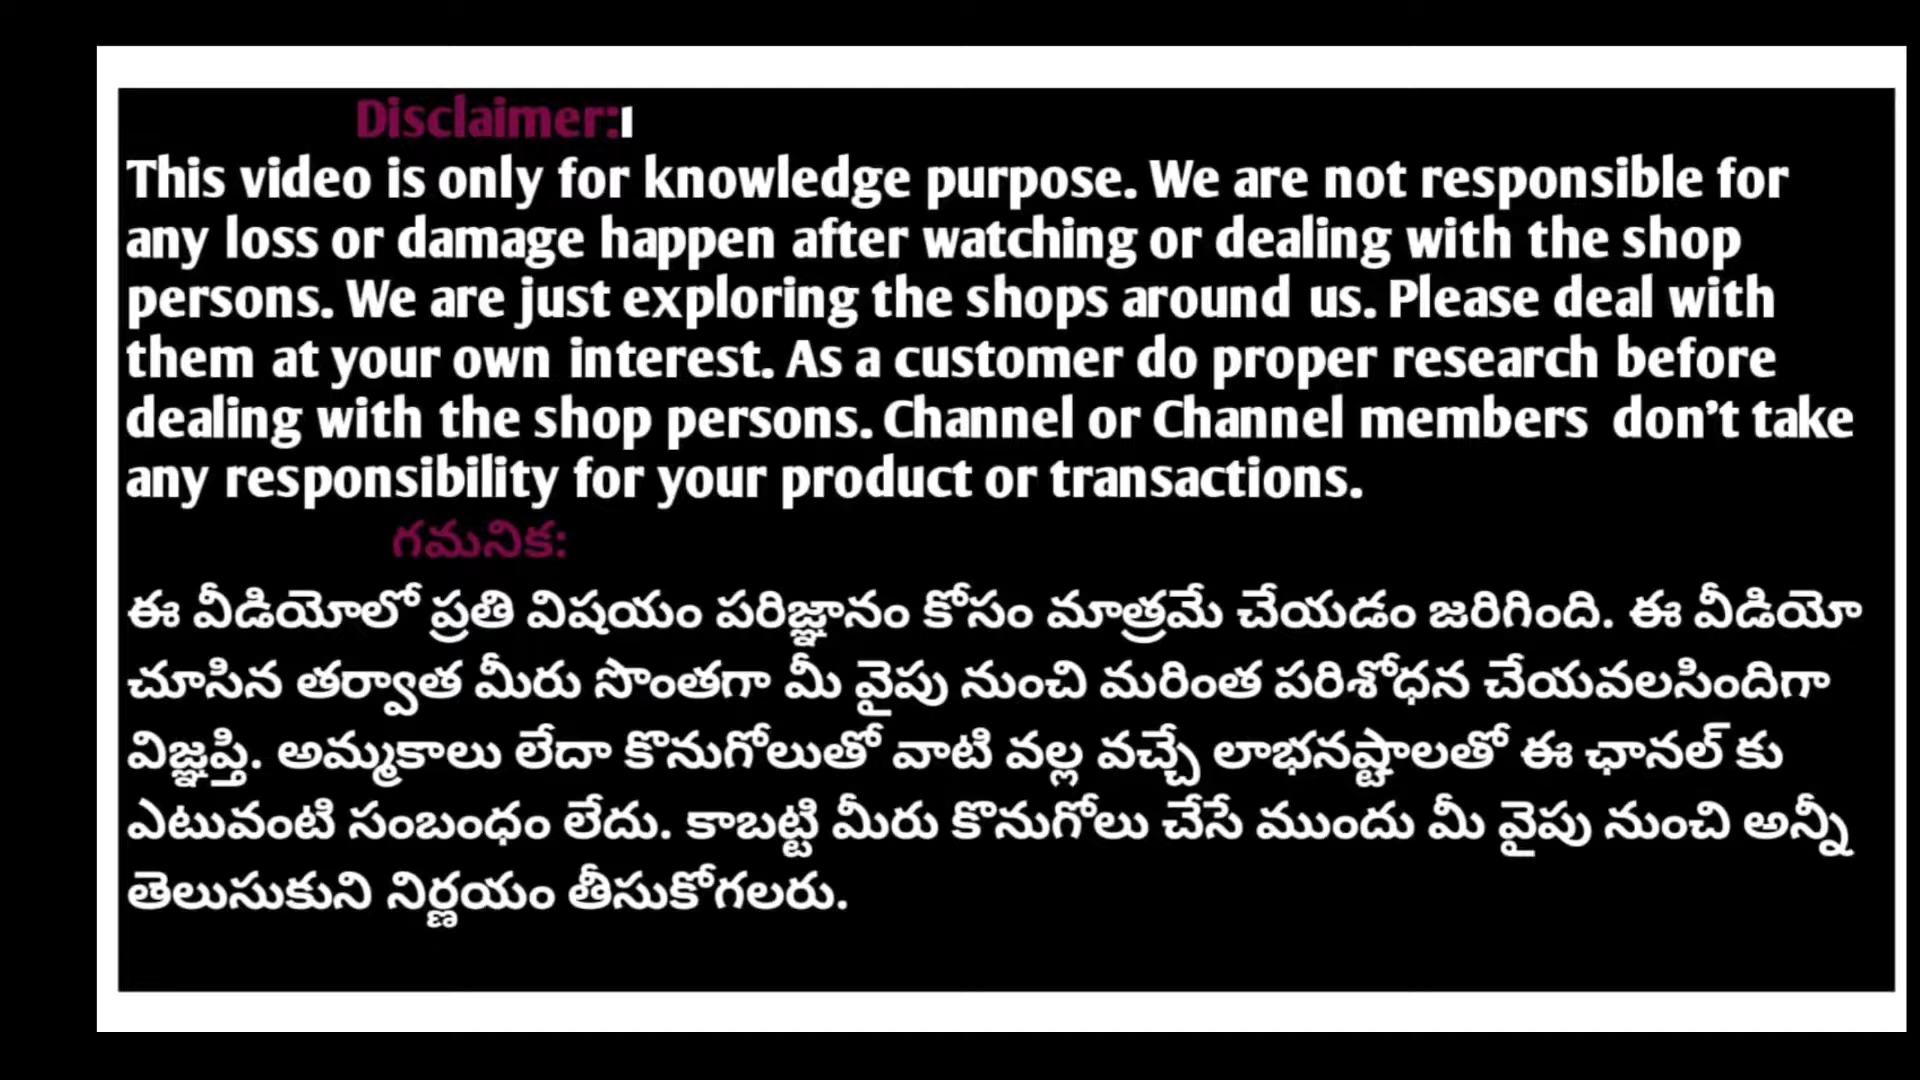 Disclaimer:
This video is only for knowledge purpose. We are not responsible for
any loss or damage happen after watching or dealing with the shop
persons. We are just exploring the shops around us. Please deal with
them at your own interest. As a customer do proper research before
dealing with the shop persons. Channel or Channel members don't take
any responsibility for your product or transactions.
గమనిక:
ఈ వీడియోలో ప్రతి విషయం పరిజ్ఞానం కోసం మాత్రమే చేయడం జరిగింది. ఈ వీడియో
చూసిన తర్వాత మీరు సొంతగా మీ వైపు నుంచి మరింత పరిశోధన చేయవలసిందిగా
విజ్ఞప్తి. అమ్మకాలు లేదా కొనుగోలుతో వాటి వల్ల వచ్చే లాభనష్టాలతో ఈ ఛానల్ కు
ఎటువంటి సంబంధం లేదు. కాబట్టి మీరు కొనుగోలు చేసే ముందు మీ వైపు నుంచి అన్నీ
తెలుసుకుని నిర్ణయం తీసుకోగలరు.